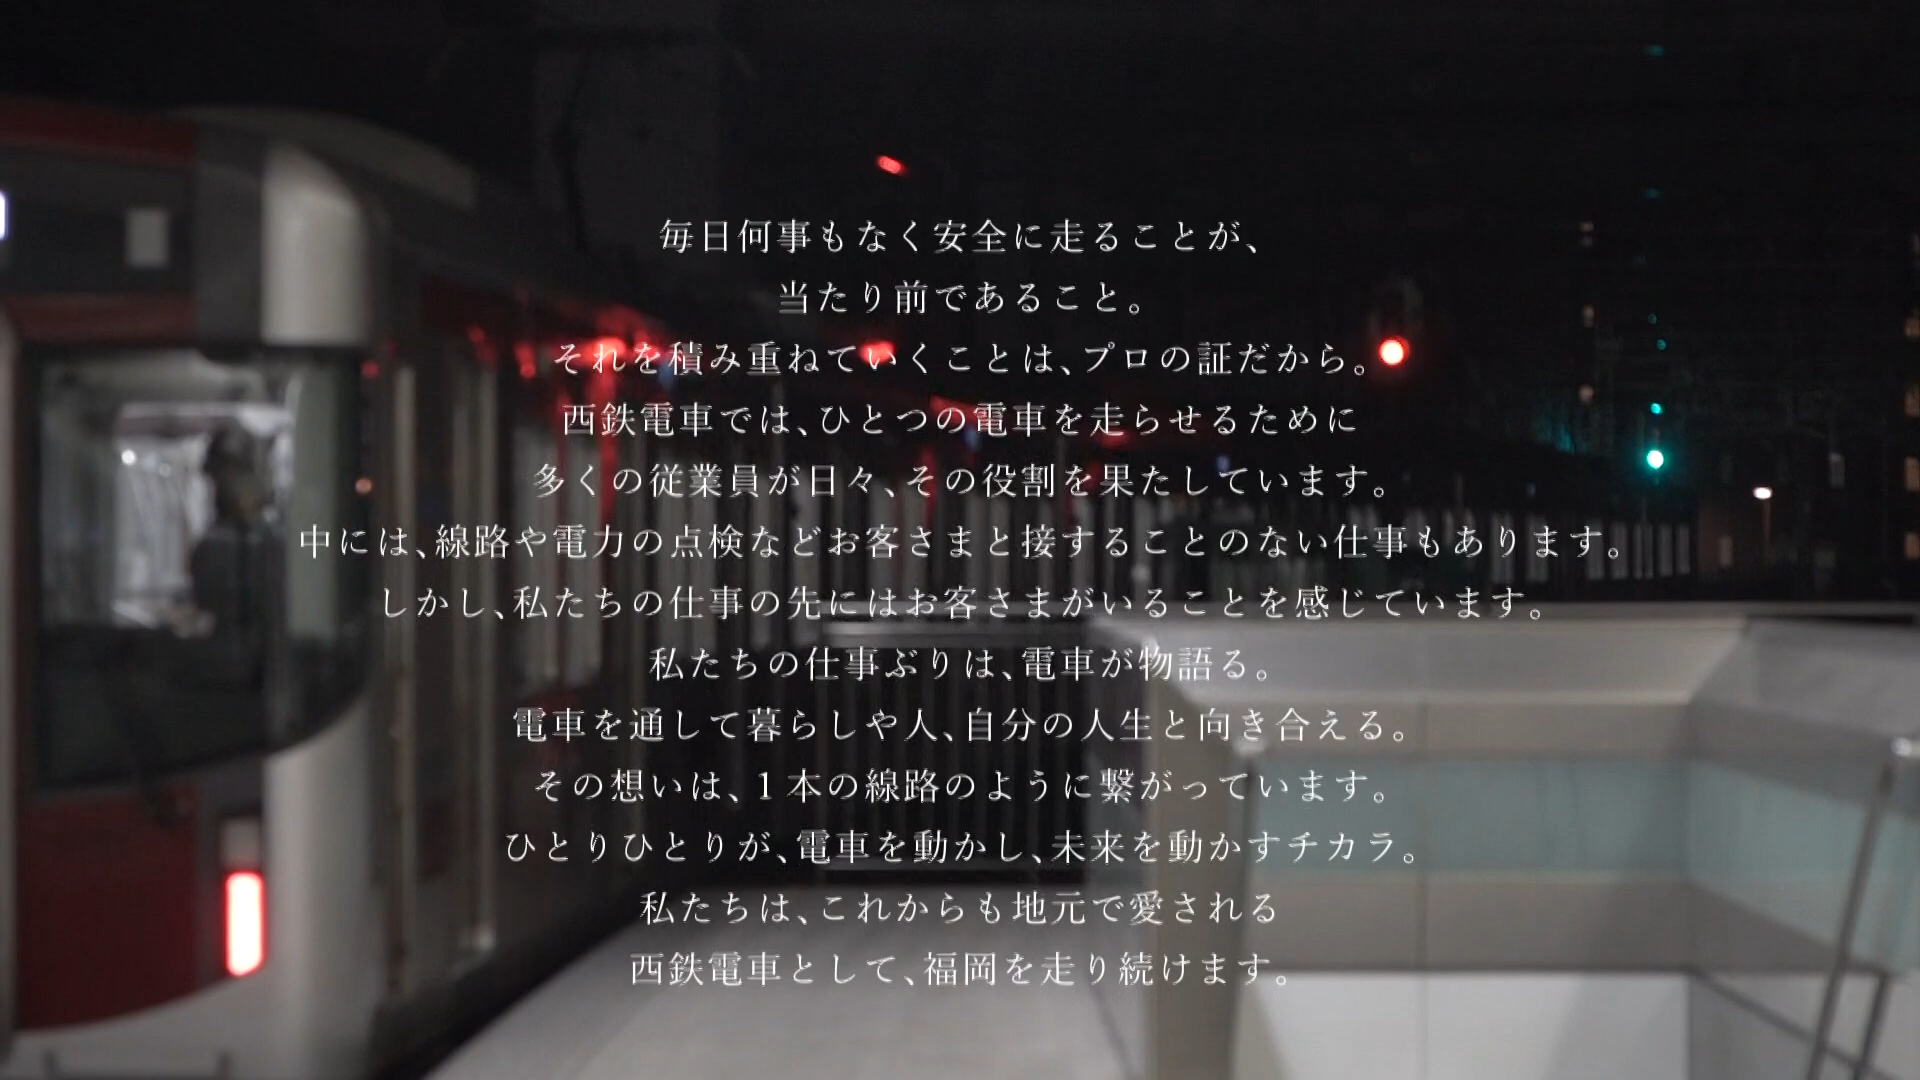 毎日何事もなく安全に走ることが、
当たり前であること。
それを積み重ねていくことは、プロの証だから。
西鉄電車では、ひとつの電車を走らせるために
多くの従業員が日々、その役割を果たしています。
中には、線路や電力の点検などお客さまと接することのない仕事もあります。
しかし、私たちの仕事の先にはお客さまがいることを感じています。
私たちの仕事ぶりは、電車が物語る。
電車を通して暮らしや人、自分の人生と向き合える。
その想いは、1本の線路のように繋がっています。
ひとりひとりが、電車を動かし、未来を動かすチカラ。
私たちは、これからも地元で愛される
西鉄電車として、福岡を走り続けます。